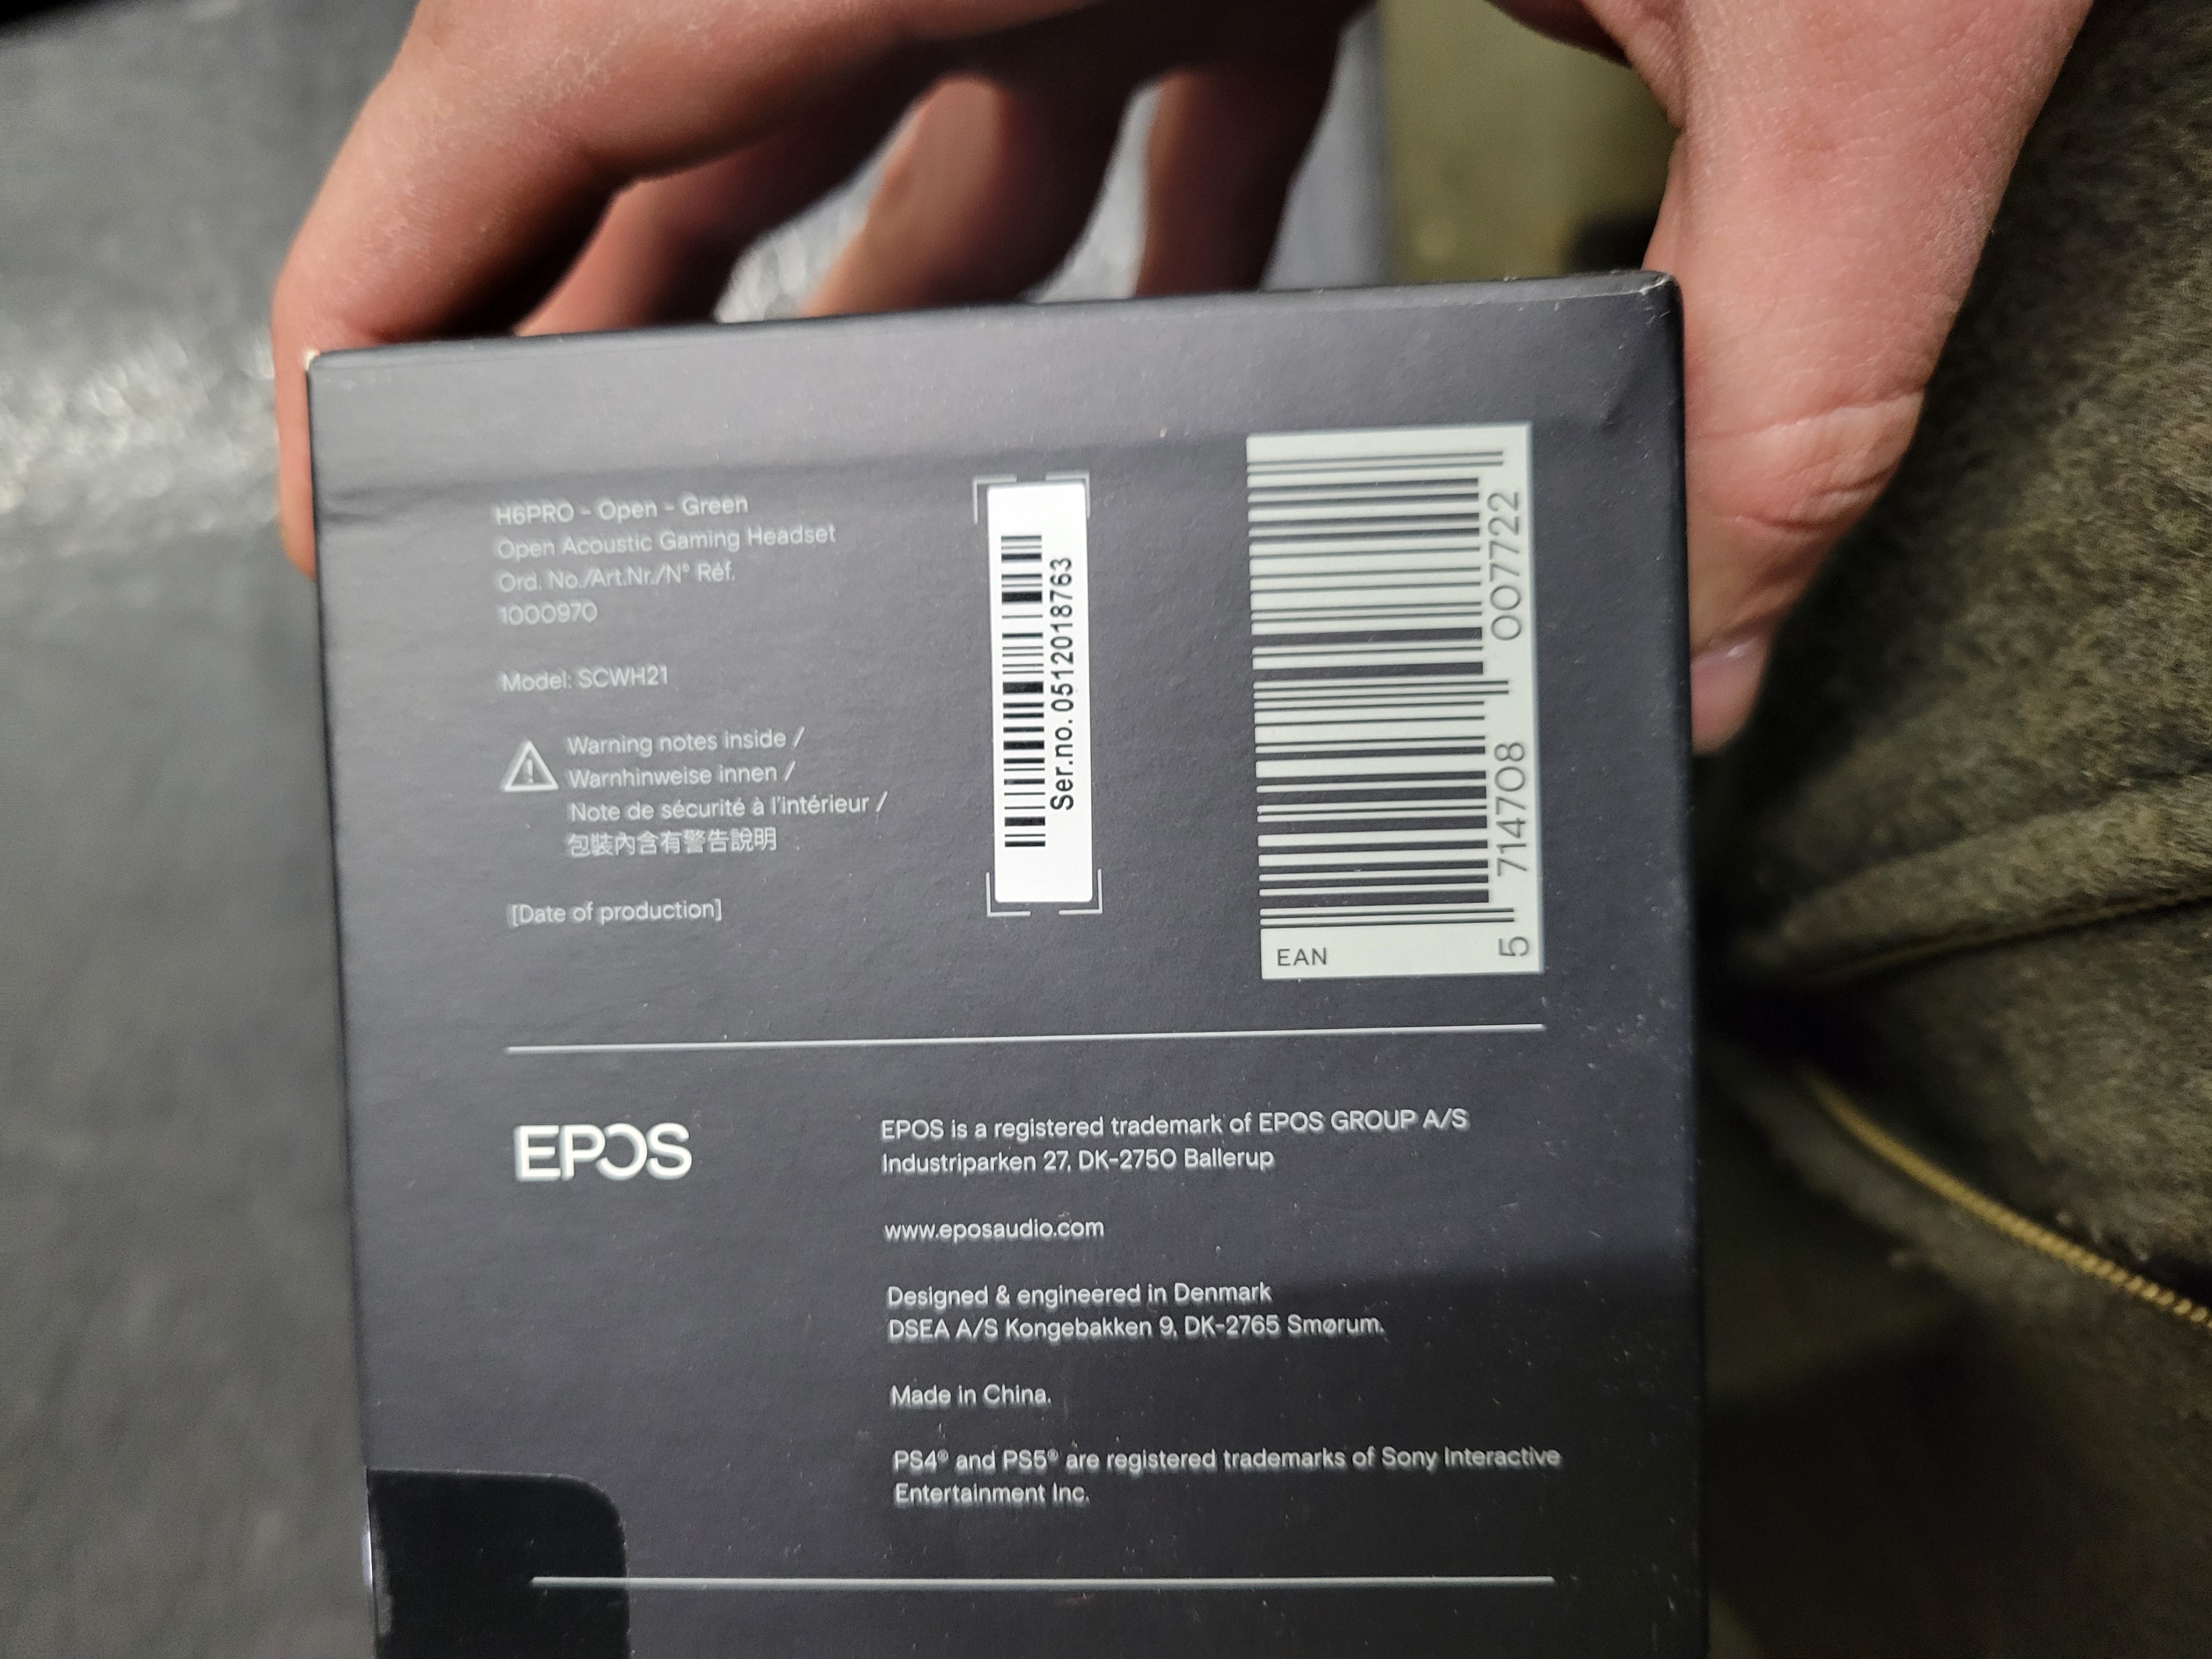 H6PRO - Open - Green
Open Acoustic Gaming Headset
Ord. No./Art.Nr./N° Réf.
1000970
Model: SCWH21
Warning notes inside /
Warnhinweise innen /
Note de sécurité à l'intérieur /
包裝內含有警告說明
[Date of production]
Ser.no. 0512018763
EAN
5 714708 007722
EPOS
EPOS is a registered trademark of EPOS GROUP A/S
Industriparken 27, DK-2750 Ballerup
www.eposaudio.com
Designed & engineered in Denmark
DSEA A/S Kongebakken 9, DK-2765 Smørum.
Made in China.
PS4® and PS5® are registered trademarks of Sony Interactive
Entertainment Inc.